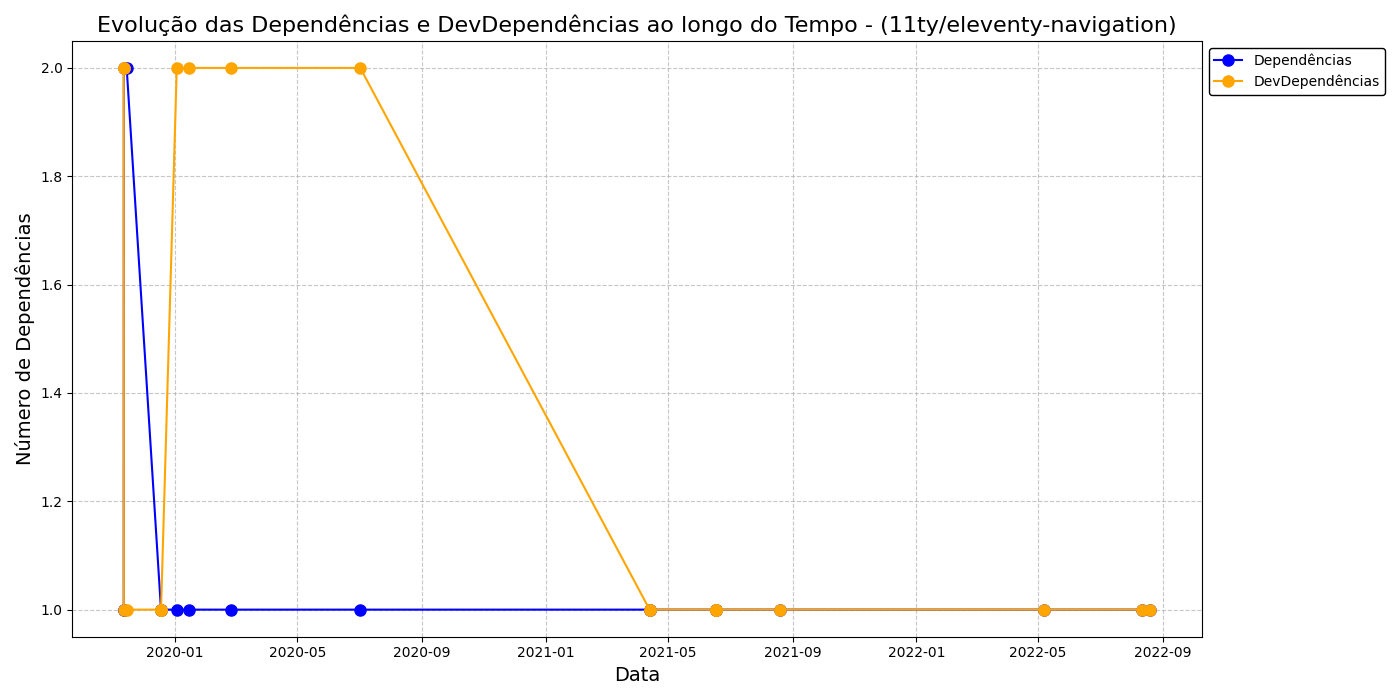 Evolução das Dependências e DevDependências ao longo do Tempo - (11ty/eleventy-navigation)
Dependências
DevDependências
Número de Dependências
2.0
1.8
1.6
1.4
1.2
1.0
2020-01 2020-05 2020-09 2021-01 2021-05 2021-09 2022-01 2022-05 2022-09
Data